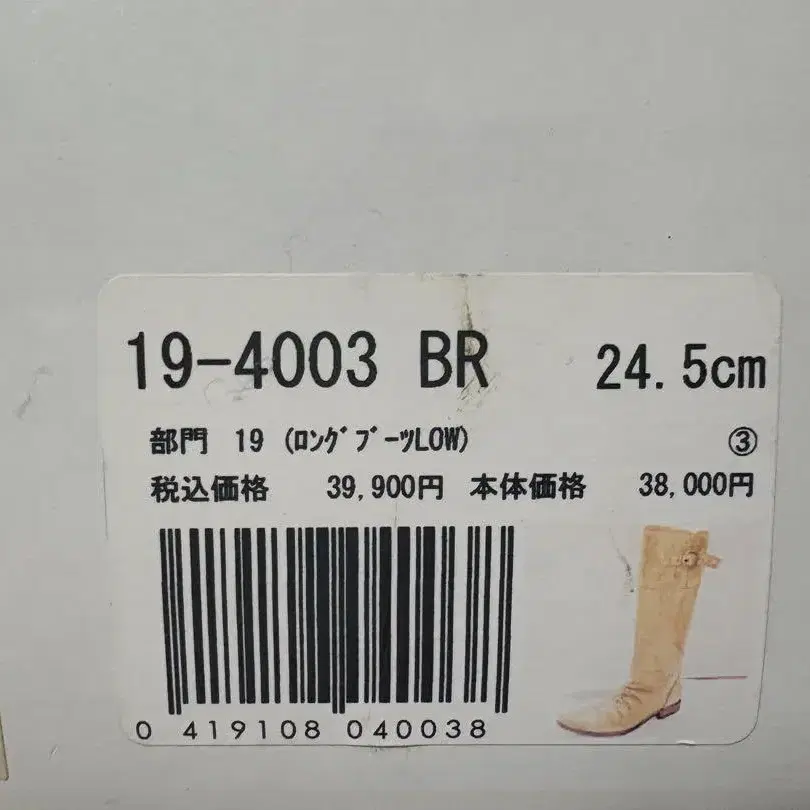 19-4003 BR 24.5cm
部門 19 (ﾛﾝｸﾞﾌﾞｰﾂLOW) ③
税込価格 39,900円 本体価格 38,000円
0 419108 040038